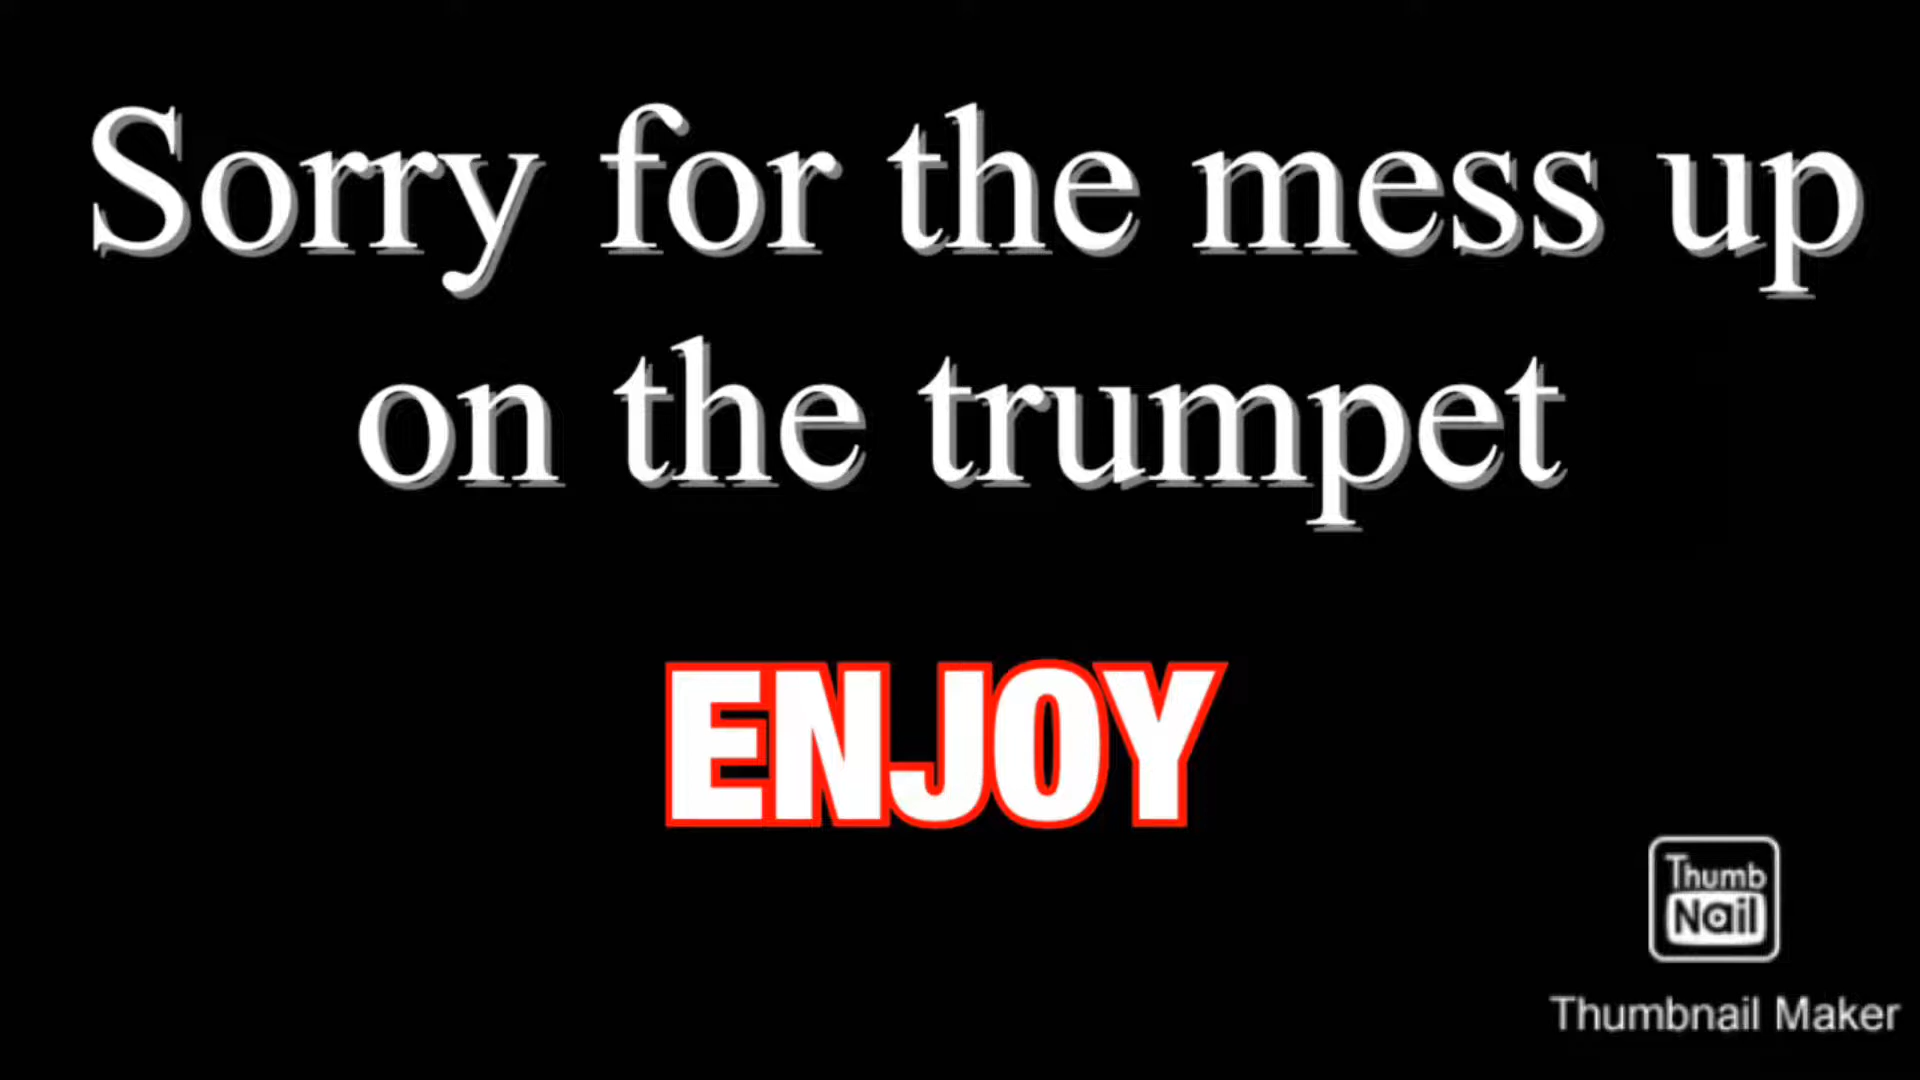 Sorry for the mess up
on the trumpet
ENJOY
Thumb
Nail
Thumbnail Maker